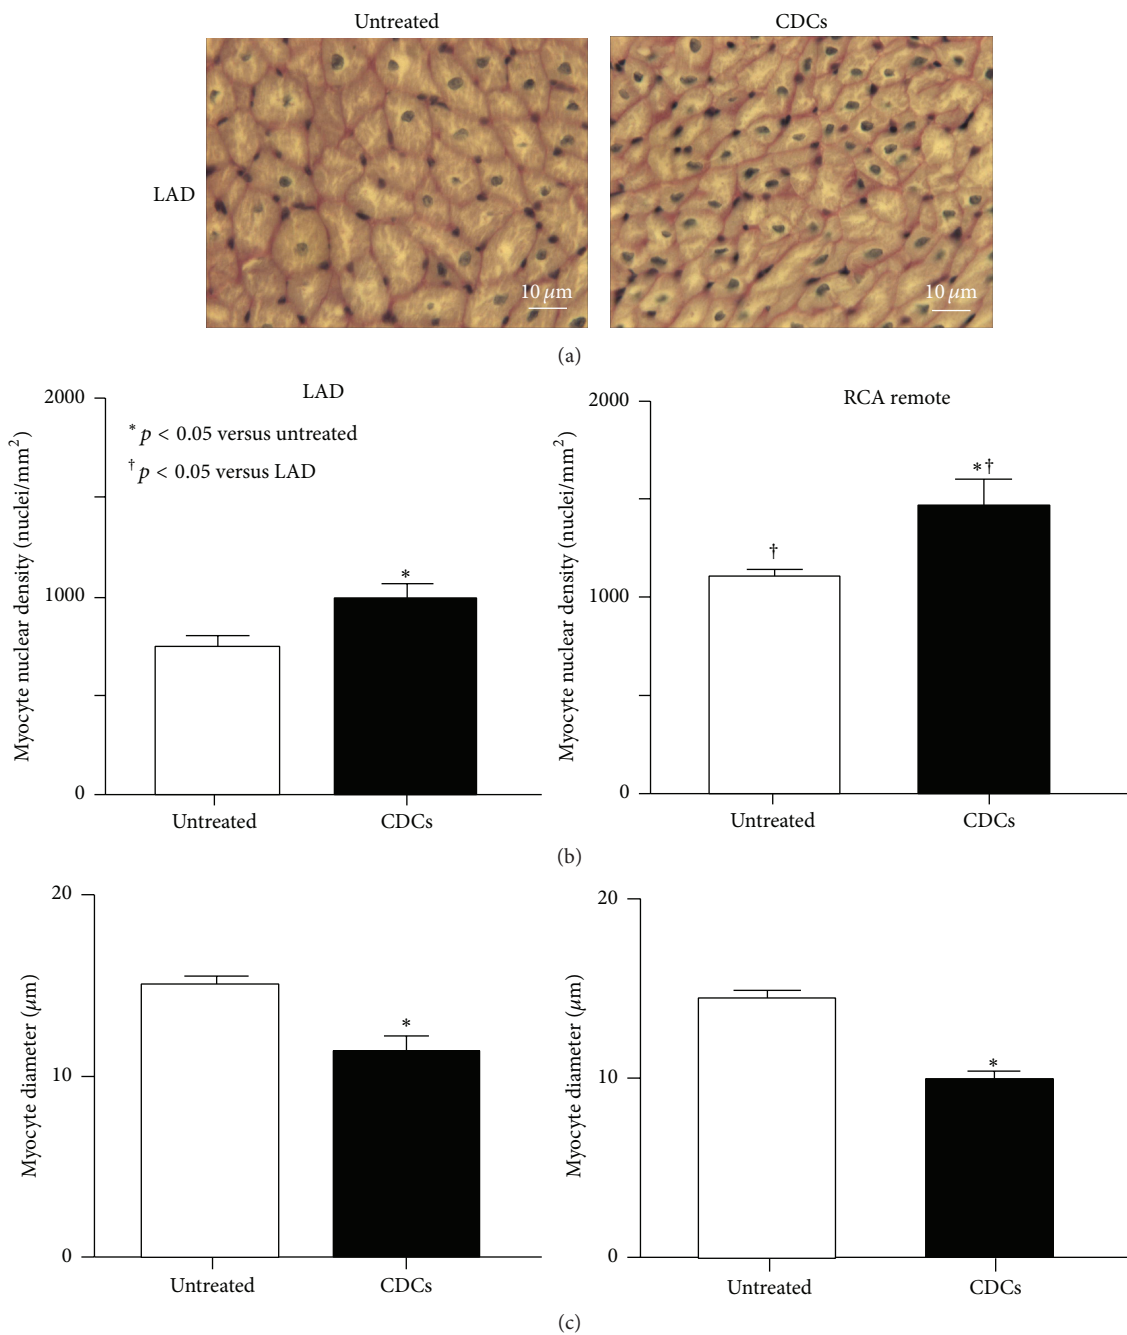 Untreated
CDCs
LAD
10 μm
10 μm
(a)
LAD
* p < 0.05 versus untreated
† p < 0.05 versus LAD
Myocyte nuclear density (nuclei/mm²)
2000
1000
0
*
Untreated
CDCs
RCA remote
Myocyte nuclear density (nuclei/mm²)
2000
1000
0
†
*†
Untreated
CDCs
(b)
Myocyte diameter (μm)
20
10
0
*
Untreated
CDCs
Myocyte diameter (μm)
20
10
0
*
Untreated
CDCs
(c)